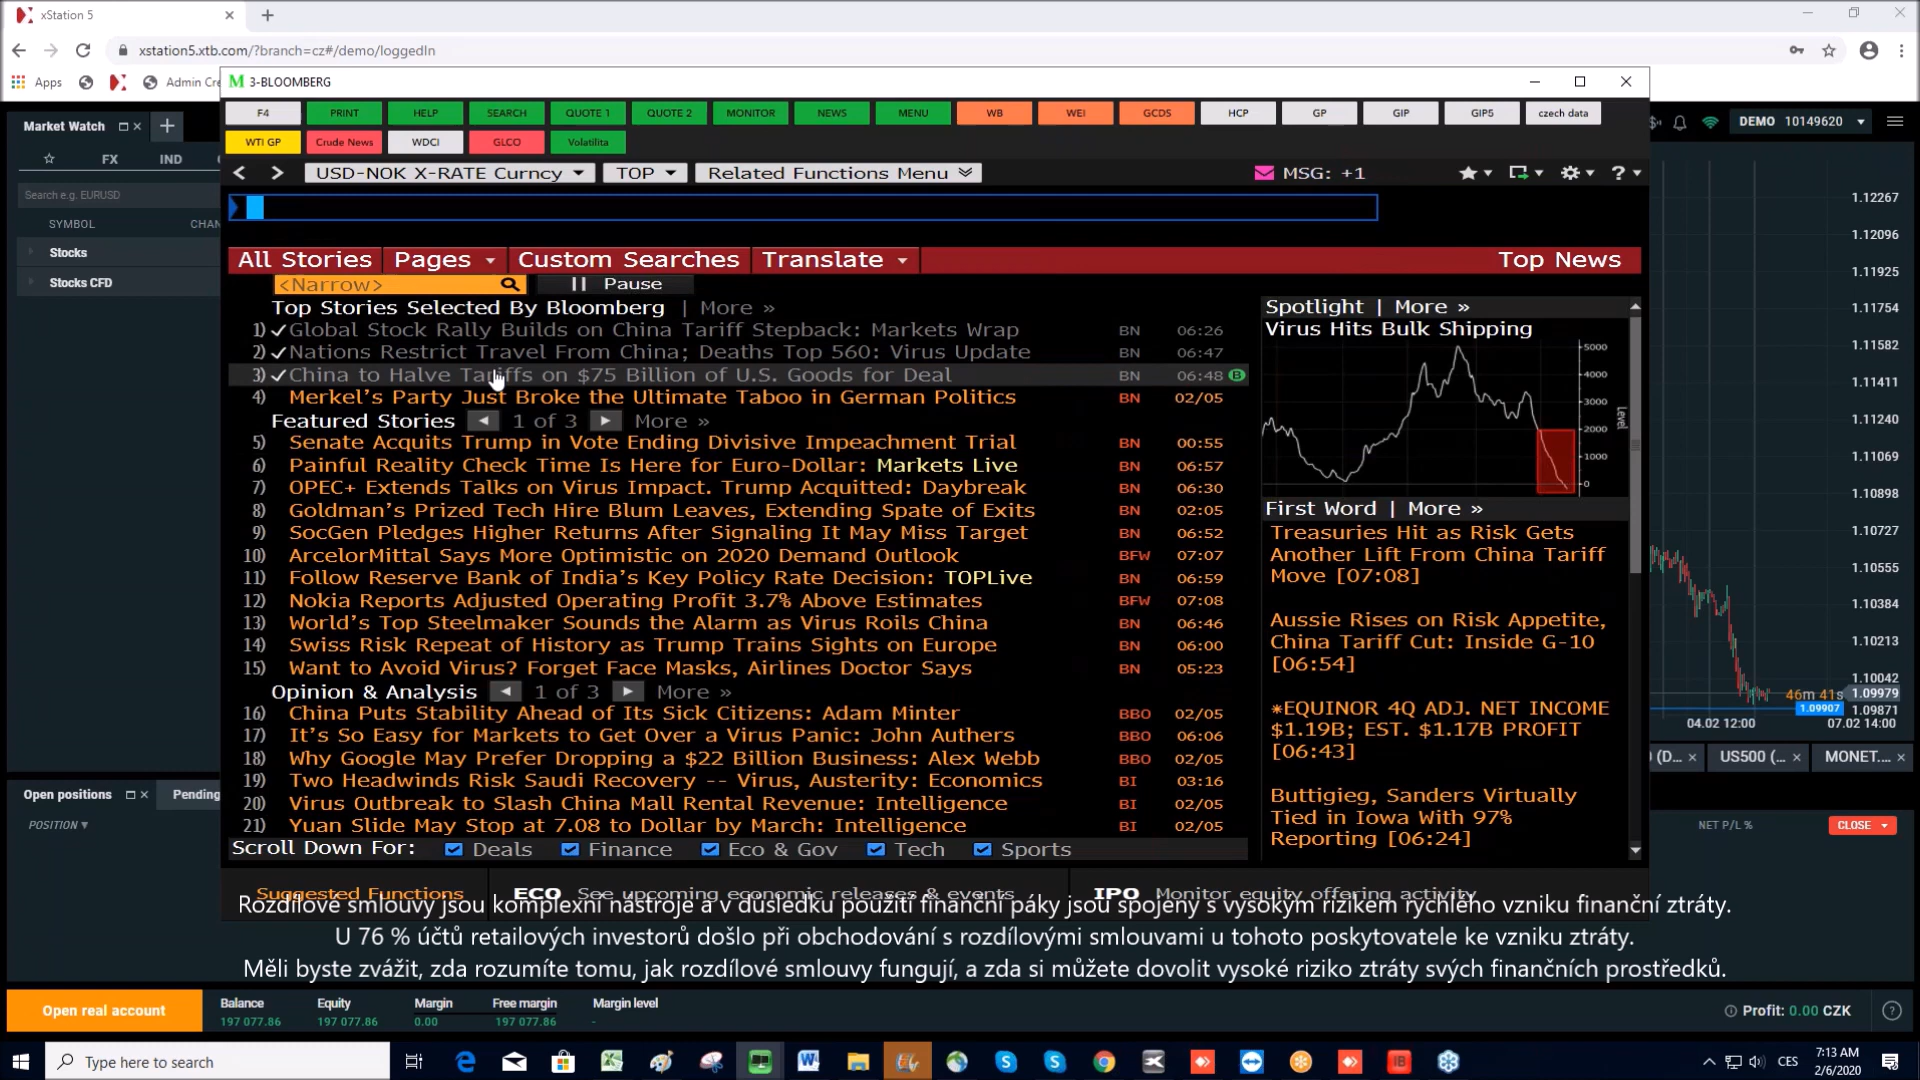 xStation 5
xstation5.xtb.com/?branch=cz#/demo/loggedIn
Apps
Admin Cre
3-BLOOMBERG
F4 PRINT HELP SEARCH QUOTE 1 QUOTE 2 MONITOR NEWS MENU WB WEI GCDS HCP GP GIP GIP5 czech data
WTI GP Crude News WDCI GLCO Volatilita
Market Watch
DEMO 10149620
USD-NOK X-RATE Curncy TOP Related Functions Menu MSG: +1
FX IND
Search e.g. EURUSD
SYMBOL CHAN
Stocks
Stocks CFD
All Stories Pages Custom Searches Translate Top News
<Narrow> Pause
Top Stories Selected By Bloomberg | More »
1) Global Stock Rally Builds on China Tariff Stepback: Markets Wrap BN 06:26
2) Nations Restrict Travel From China; Deaths Top 560: Virus Update BN 06:47
3) China to Halve Tariffs on $75 Billion of U.S. Goods for Deal BN 06:48 B
4) Merkel's Party Just Broke the Ultimate Taboo in German Politics BN 02/05
Featured Stories 1 of 3 More »
5) Senate Acquits Trump in Vote Ending Divisive Impeachment Trial BN 00:55
6) Painful Reality Check Time Is Here for Euro-Dollar: Markets Live BN 06:57
7) OPEC+ Extends Talks on Virus Impact. Trump Acquitted: Daybreak BN 06:30
8) Goldman's Prized Tech Hire Blum Leaves, Extending Spate of Exits BN 02:05
9) SocGen Pledges Higher Returns After Signaling It May Miss Target BN 06:52
10) ArcelorMittal Says More Optimistic on 2020 Demand Outlook BFW 07:07
11) Follow Reserve Bank of India's Key Policy Rate Decision: TOPLive BN 06:59
12) Nokia Reports Adjusted Operating Profit 3.7% Above Estimates BFW 07:08
13) World's Top Steelmaker Sounds the Alarm as Virus Roils China BN 06:46
14) Swiss Risk Repeat of History as Trump Trains Sights on Europe BN 06:00
15) Want to Avoid Virus? Forget Face Masks, Airlines Doctor Says BN 05:23
Opinion & Analysis 1 of 3 More »
16) China Puts Stability Ahead of Its Sick Citizens: Adam Minter BBO 02/05
17) It's So Easy for Markets to Get Over a Virus Panic: John Authers BBO 06:06
18) Why Google May Prefer Dropping a $22 Billion Business: Alex Webb BBO 02/05
19) Two Headwinds Risk Saudi Recovery -- Virus, Austerity: Economics BI 03:16
20) Virus Outbreak to Slash China Mall Rental Revenue: Intelligence BI 02/05
21) Yuan Slide May Stop at 7.08 to Dollar by March: Intelligence BI 02/05
Scroll Down For: Deals Finance Eco & Gov Tech Sports
Spotlight | More »
Virus Hits Bulk Shipping
5000
4000
3000
2000
1000
0
Level
First Word | More »
Treasuries Hit as Risk Gets
Another Lift From China Tariff
Move [07:08]
Aussie Rises on Risk Appetite,
China Tariff Cut: Inside G-10
[06:54]
*EQUINOR 4Q ADJ. NET INCOME
$1.19B; EST. $1.17B PROFIT
[06:43]
Buttigieg, Sanders Virtually
Tied in Iowa With 97%
Reporting [06:24]
1.12267
1.12096
1.11925
1.11754
1.11582
1.11411
1.11240
1.11069
1.10898
1.10727
1.10555
1.10384
1.10213
1.10042
46m 41s 1.09979
1.09907 1.09871
04.02 12:00 07.02 14:00
(D... US500 (... MONET....
Open positions Pending
POSITION NET P/L % CLOSE
Suggested Functions ECO See upcoming economic releases & events IPO Monitor equity offering activity
Rozdílové smlouvy jsou komplexní nástroje a v důsledku použití finanční páky jsou spojeny s vysokým rizikem rychlého vzniku finanční ztráty.
U 76 % účtů retailových investorů došlo při obchodování s rozdílovými smlouvami u tohoto poskytovatele ke vzniku ztráty.
Měli byste zvážit, zda rozumíte tomu, jak rozdílové smlouvy fungují, a zda si můžete dovolit vysoké riziko ztráty svých finančních prostředků.
Open real account
Balance Equity Margin Free margin Margin level
197 077.86 197 077.86 0.00 197 077.86 -
Profit: 0.00 CZK
Type here to search
CES
7:13 AM
2/6/2020